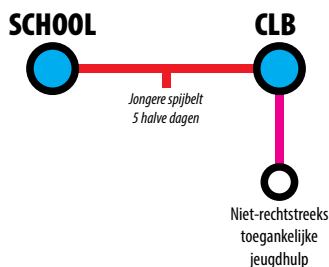 SCHOOL
CLB
Jongere spijbelt
5 halve dagen
Niet-rechtstreeks
toegankelijke
jeugdhulp